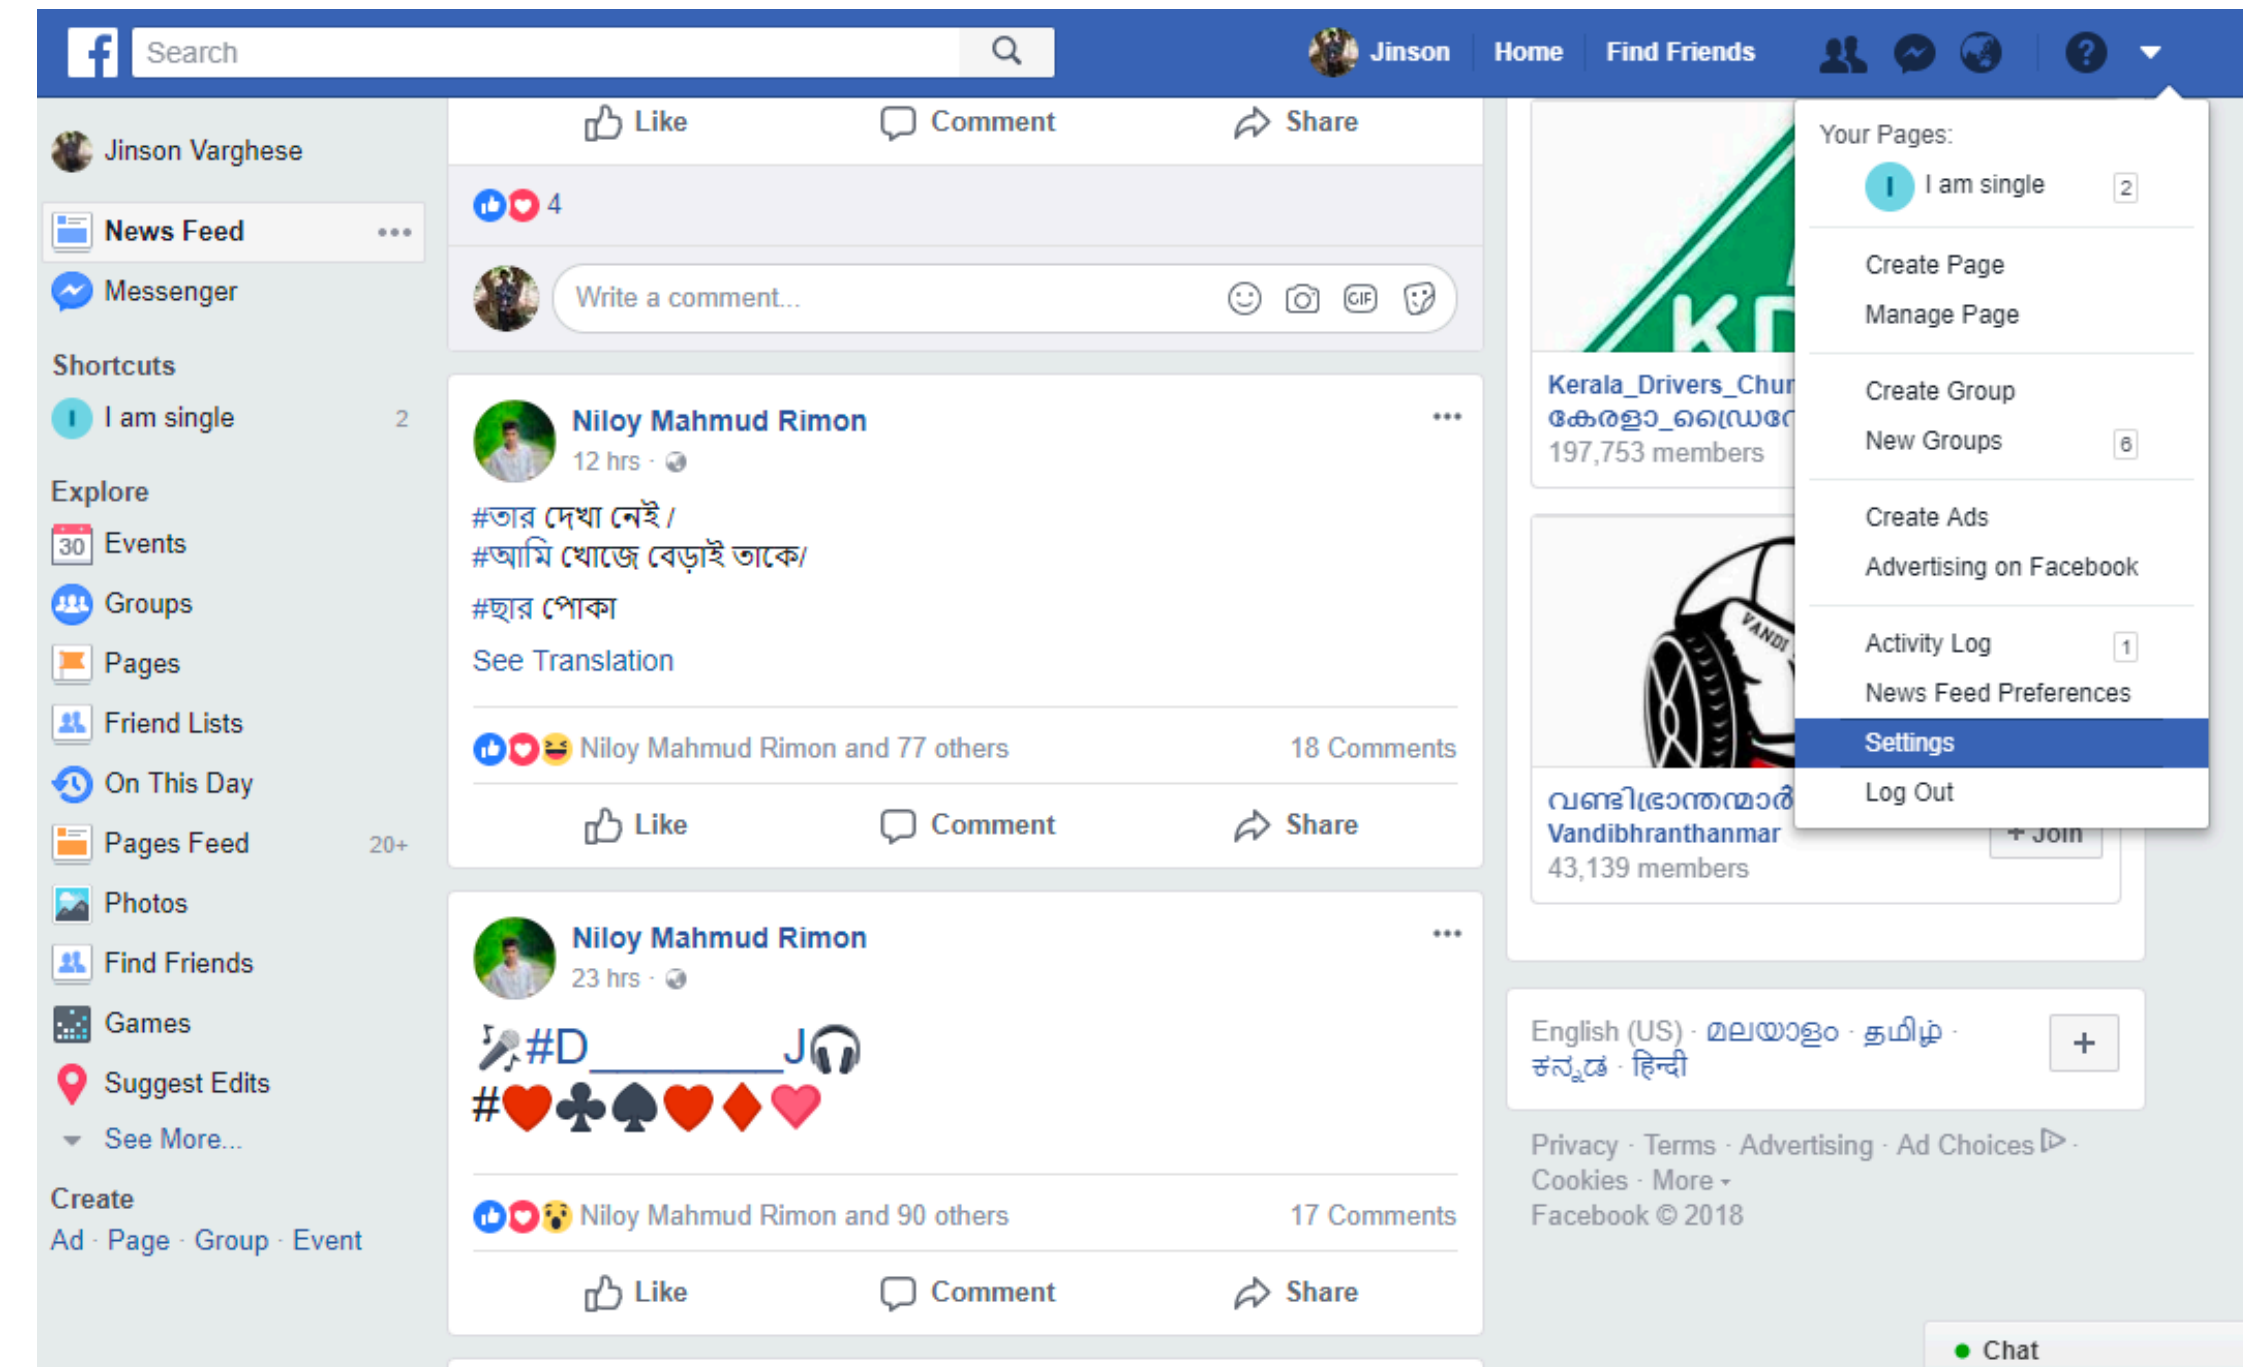 Search
Jinson
Home
Find Friends
Jinson Varghese
News Feed
Messenger
Shortcuts
I am single 2
Explore
30 Events
Groups
Pages
Friend Lists
On This Day
Pages Feed 20+
Photos
Find Friends
Games
Suggest Edits
See More...
Create
Ad · Page · Group · Event
Like Comment Share
4
Write a comment...
GIF
Niloy Mahmud Rimon
12 hrs ·
#তার দেখা নেই /
#আমি খোজে বেড়াই তাকে/
#ছার পোকা
See Translation
Niloy Mahmud Rimon and 77 others 18 Comments
Like Comment Share
Niloy Mahmud Rimon
23 hrs ·
🎤#D_______J🎧
#❤️♣️♠️❤️♦️💗
Niloy Mahmud Rimon and 90 others 17 Comments
Like Comment Share
Kerala_Drivers_Chun
197,753 members
VANDI
വണ്ടിഭ്രാന്തന്മാർ
Vandibhranthanmar
43,139 members
+ Join
Your Pages:
I I am single 2
Create Page
Manage Page
Create Group
New Groups 6
Create Ads
Advertising on Facebook
Activity Log 1
News Feed Preferences
Settings
Log Out
English (US) · മലയാളം · தமிழ் ·
ಕನ್ನಡ · हिन्दी
+
Privacy · Terms · Advertising · Ad Choices ·
Cookies · More
Facebook © 2018
Chat